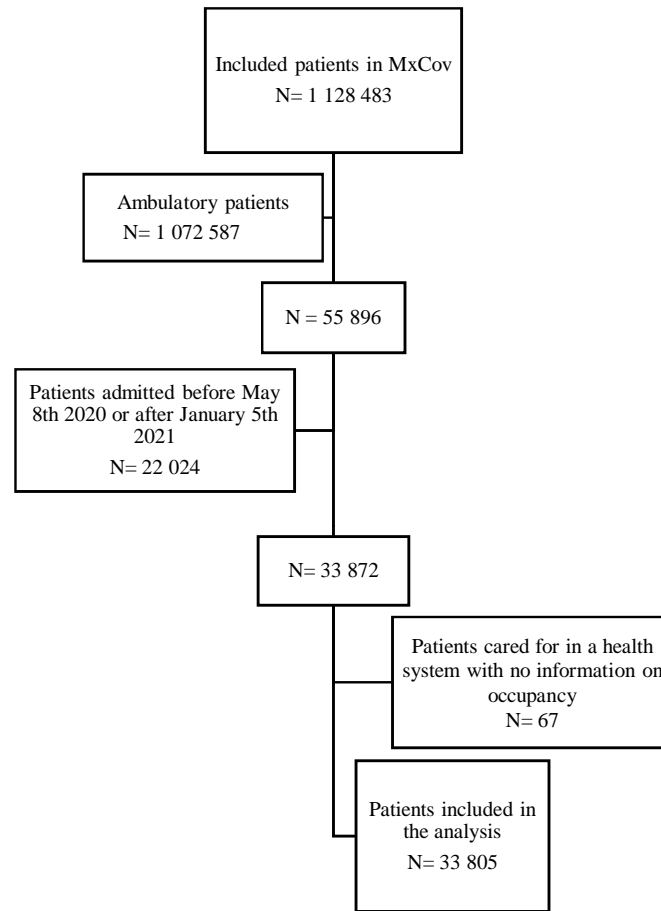 Included patients in MxCov
N= 1 128 483
Ambulatory patients
N= 1 072 587
N = 55 896
Patients admitted before May
8th 2020 or after January 5th
2021
N= 22 024
N= 33 872
Patients cared for in a health
system with no information on
occupancy
N= 67
Patients included in
the analysis
N= 33 805